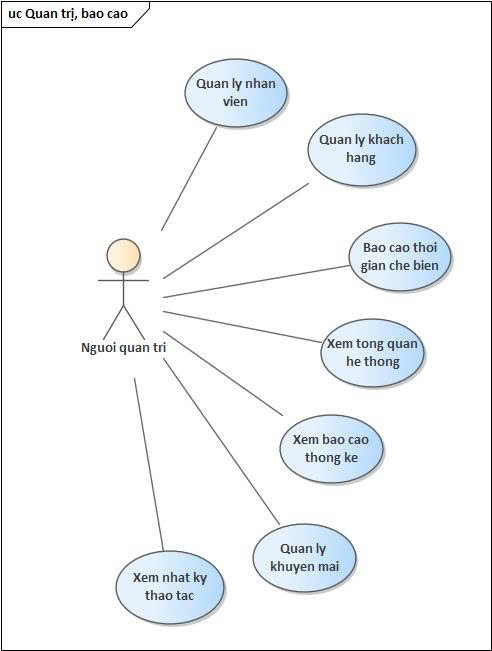 uc Quan trị, bao cao
Quan ly nhan
vien
Quan ly khach
hang
Bao cao thoi
gian che bien
Xem tong quan
he thong
Nguoi quan tri
Xem bao cao
thong ke
Quan ly
khuyen mai
Xem nhat ky
thao tac